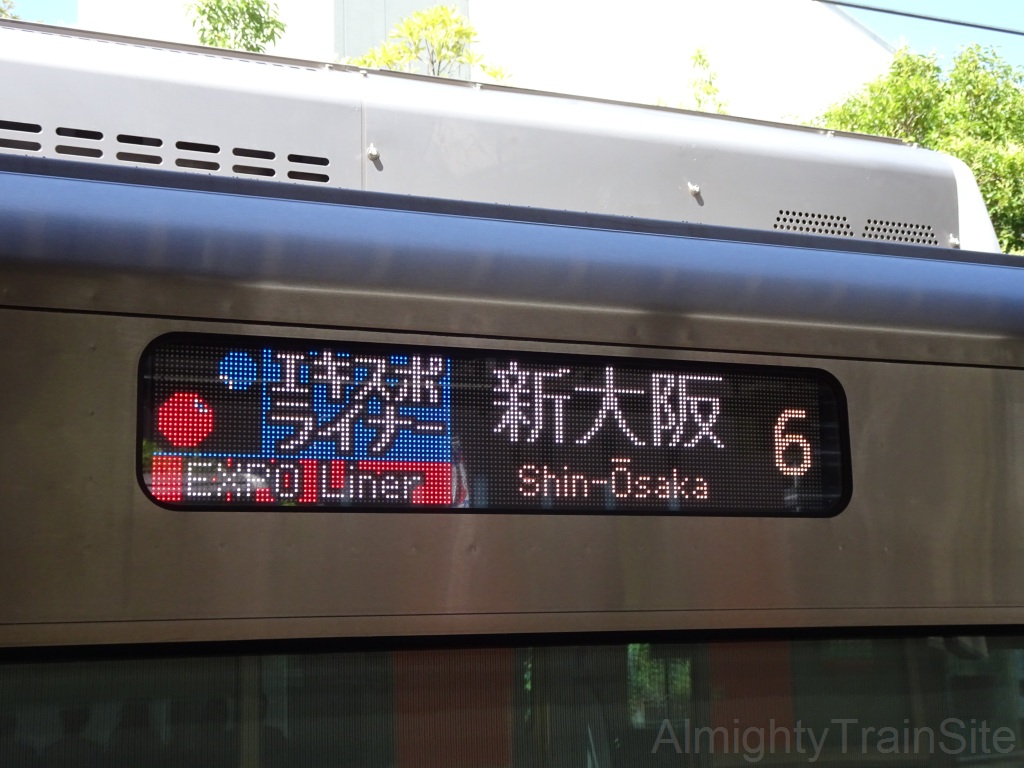 エキスポ
ライナー
EXPO Liner
新大阪
Shin-Ōsaka
6
AlmightyTrainSite